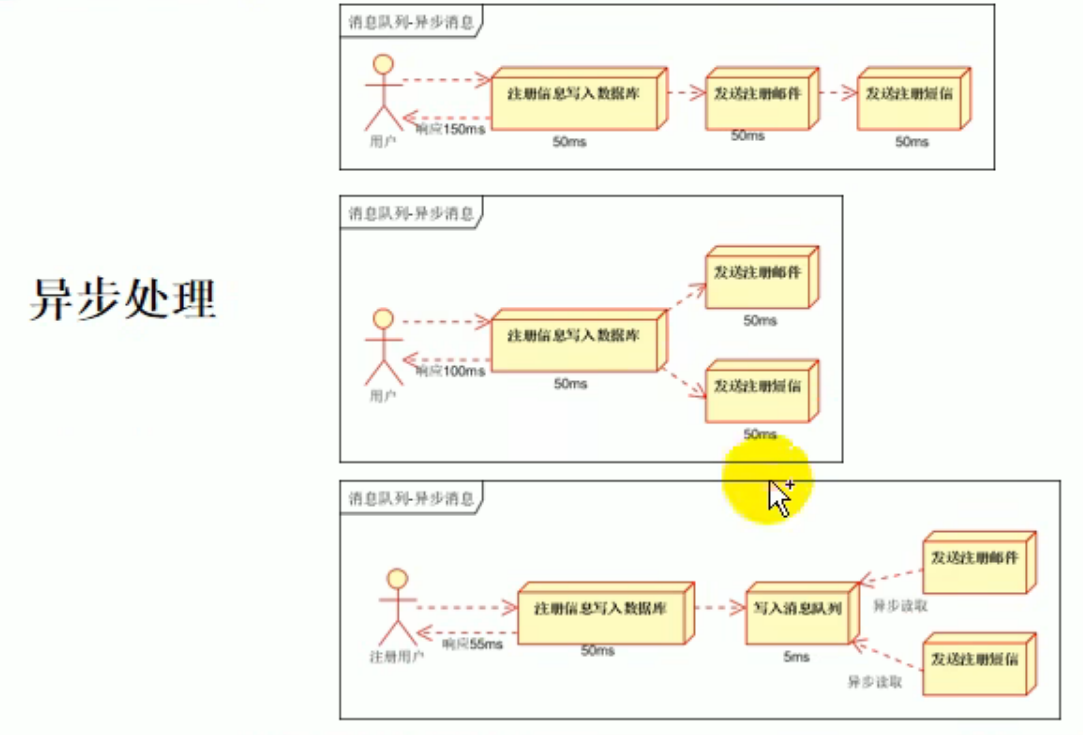 异步处理
消息队列-异步消息
用户
响应150ms
注册信息写入数据库
50ms
发送注册邮件
50ms
发送注册短信
50ms
消息队列-异步消息
用户
响应100ms
注册信息写入数据库
50ms
发送注册邮件
50ms
发送注册短信
50ms
消息队列-异步消息
注册用户
响应55ms
注册信息写入数据库
50ms
写入消息队列
5ms
发送注册邮件
异步读取
发送注册短信
异步读取